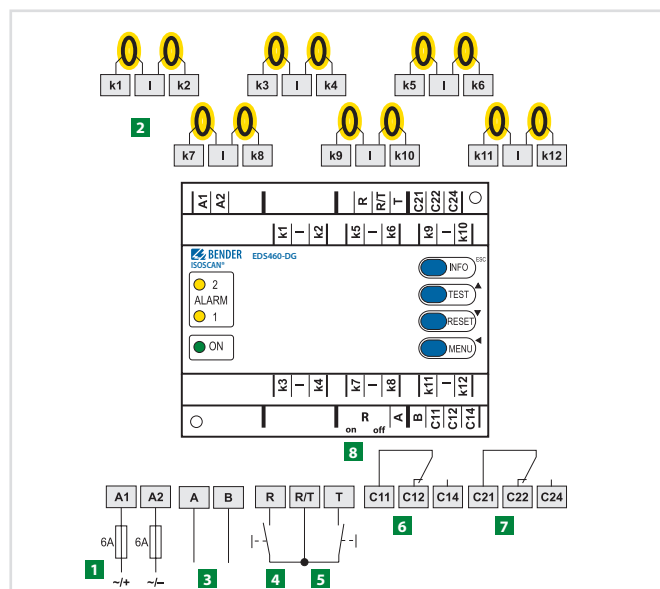 k1 I k2 k3 I k4 k5 I k6
2
k7 I k8 k9 I k10 k11 I k12
A1 A2 R R/T T C21 C22 C24
k1 I k2 k5 I k6 k9 I k10
BENDER EDS460-DG
ISOSCAN®
INFO ESC
2
TEST
ALARM
1
RESET
ON
MENU
k3 I k4 k7 I k8 k11 I k12
R A B C11 C12 C14
on off
8
C11 C12 C14 C21 C22 C24
A1 A2 A B R R/T T
6 7
6A 6A
1 3 4 5
~/+ ~/–